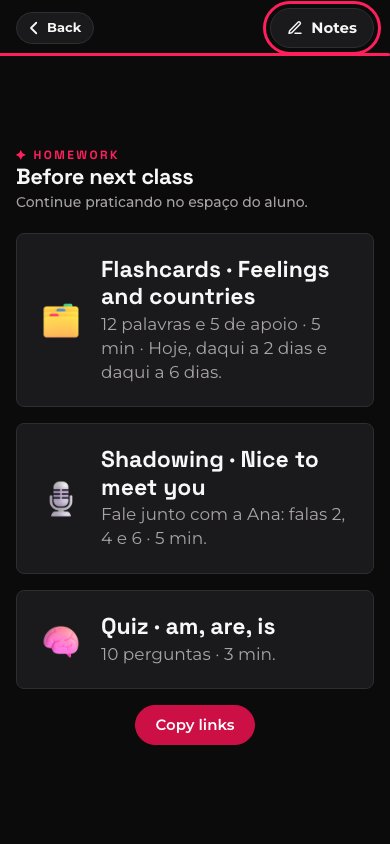 Back
Notes
HOMEWORK
Before next class
Continue praticando no espaço do aluno.
Flashcards · Feelings
and countries
12 palavras e 5 de apoio · 5
min · Hoje, daqui a 2 dias e
daqui a 6 dias.
Shadowing · Nice to
meet you
Fale junto com a Ana: falas 2,
4 e 6 · 5 min.
Quiz · am, are, is
10 perguntas · 3 min.
Copy links